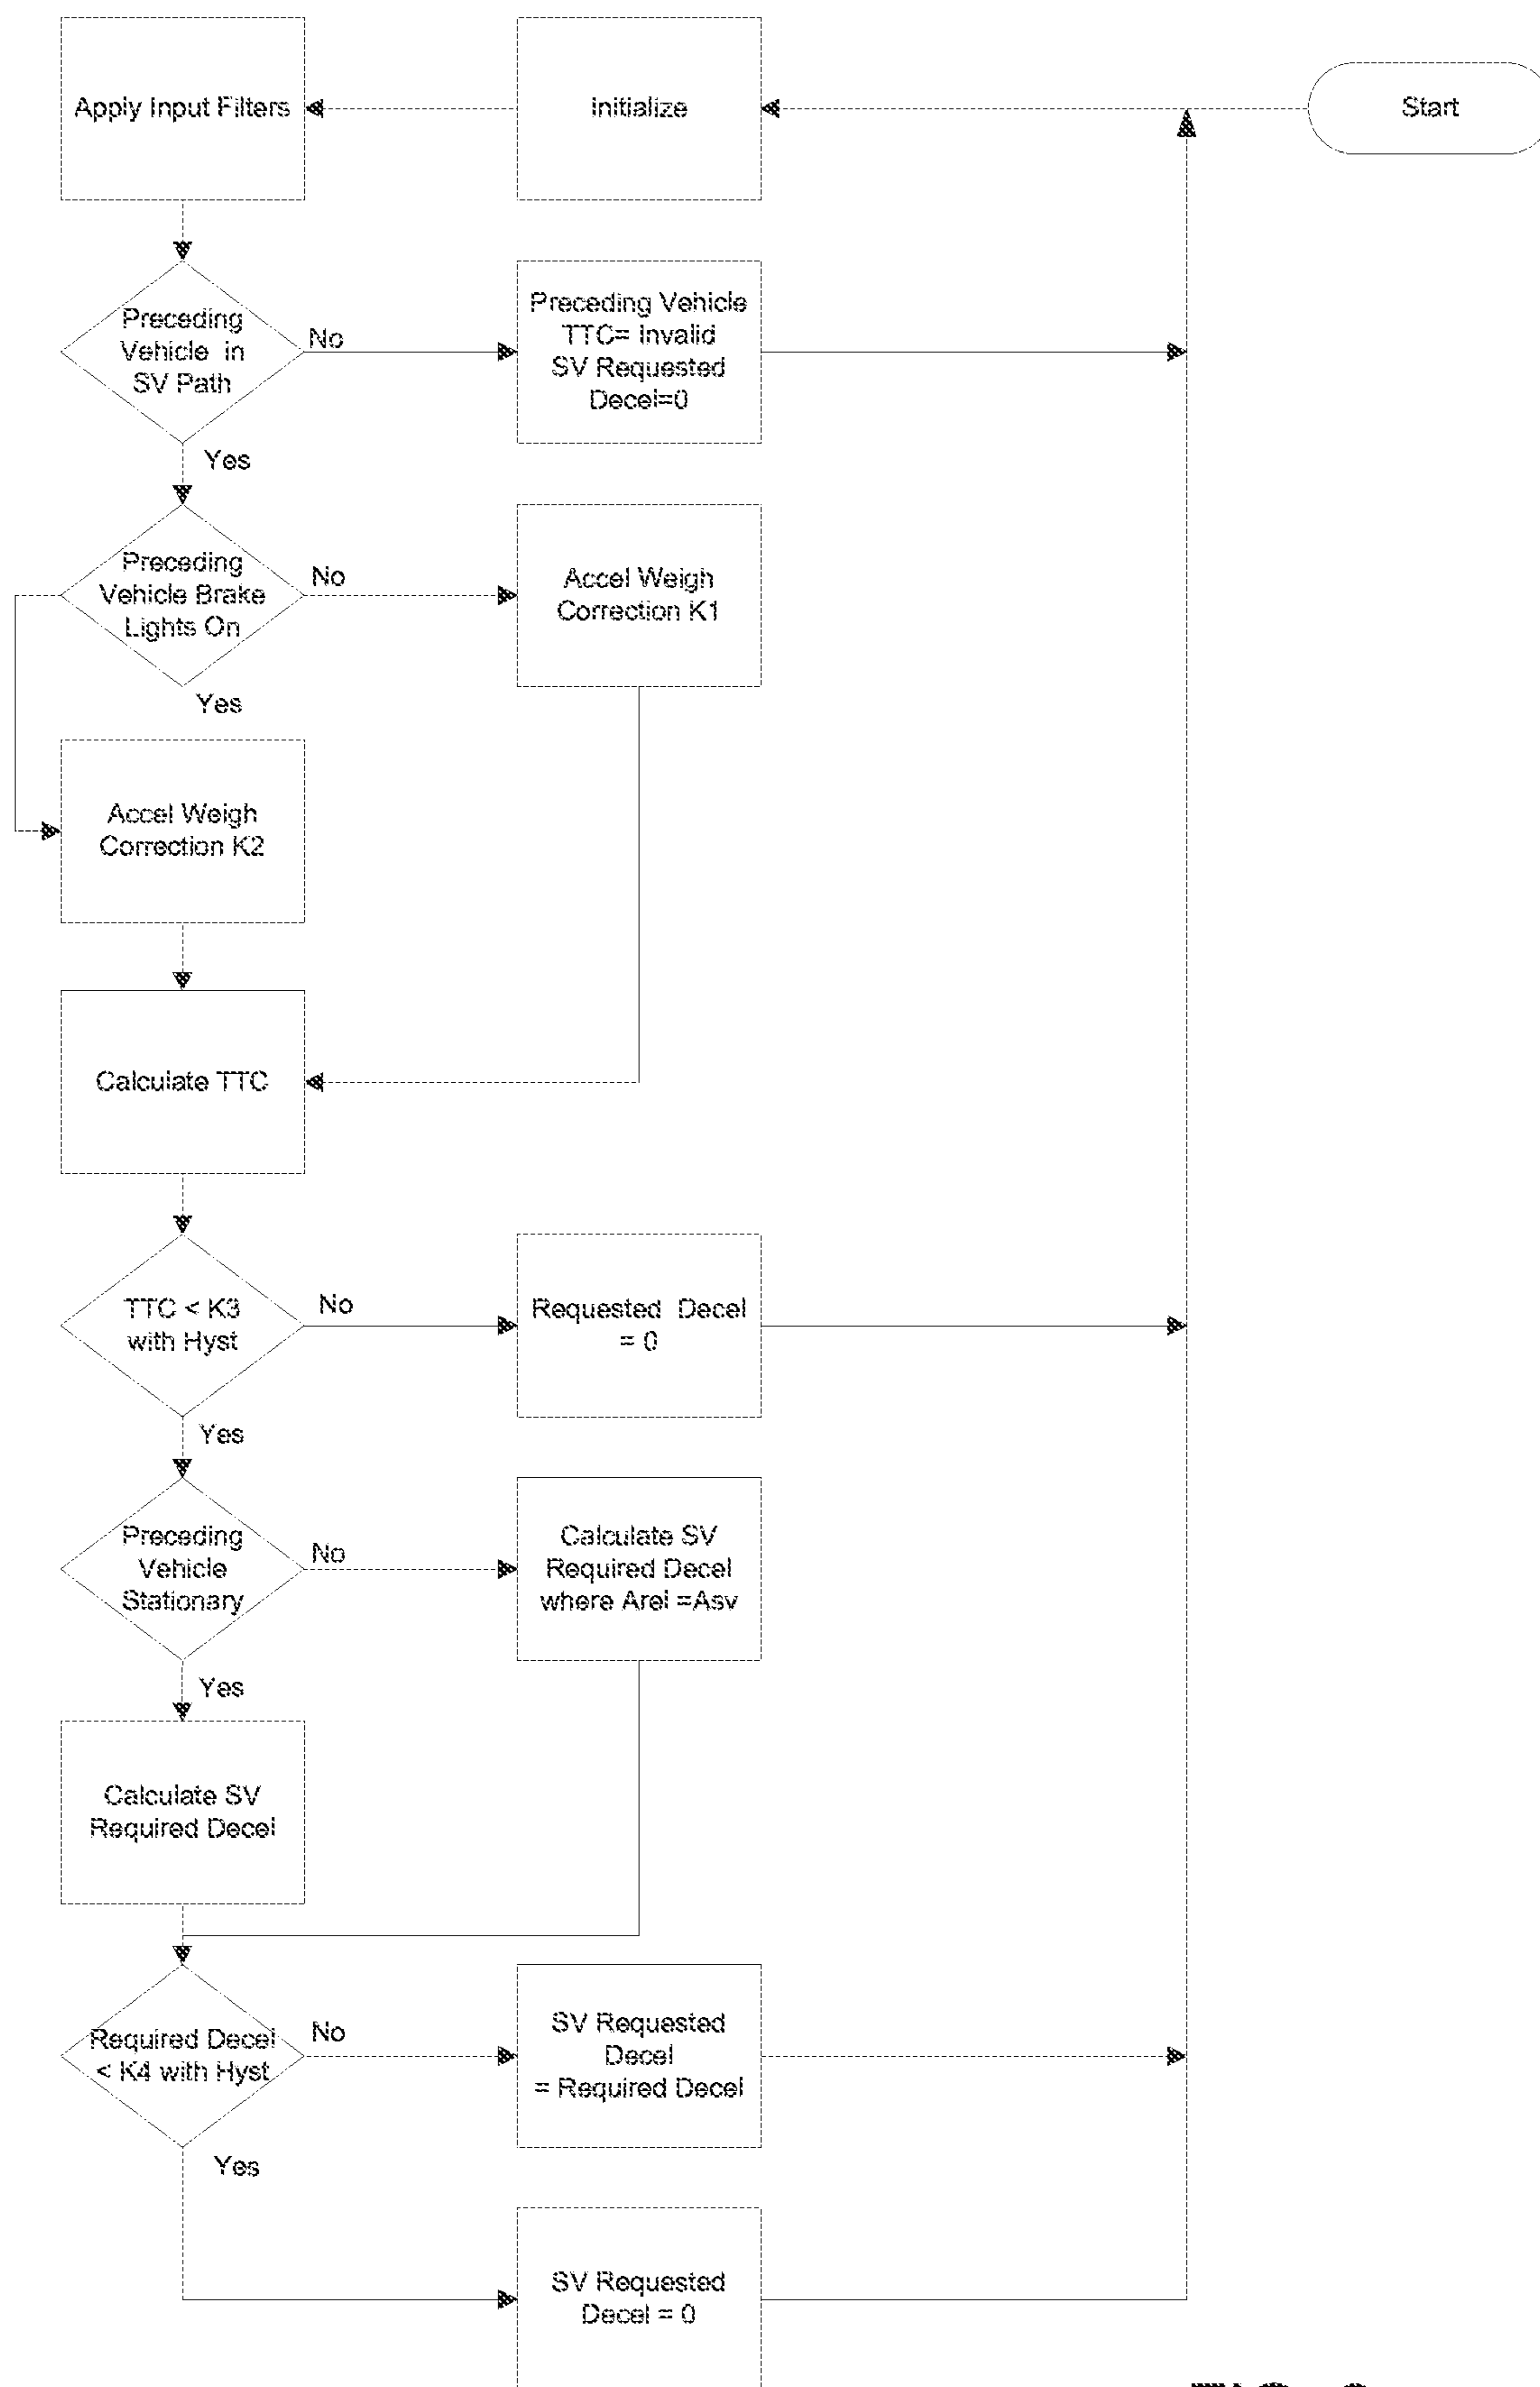 Apply Input Filters
Initialize
Start
Preceding
Vehicle in
SV Path
No
Preceding Vehicle
TTC= Invalid
SV Requested
Decel=0
Yes
Preceding
Vehicle Brake
Lights On
No
Accel Weigh
Correction K1
Yes
Accel Weigh
Correction K2
Calculate TTC
TTC < K3
with Hyst
No
Requested Decel
= 0
Yes
Preceding
Vehicle
Stationary
No
Calculate SV
Required Decel
where Arel =Asv
Yes
Calculate SV
Required Decel
Required Decel
< K4 with Hyst
No
SV Requested
Decel
= Required Decel
Yes
SV Requested
Decel = 0